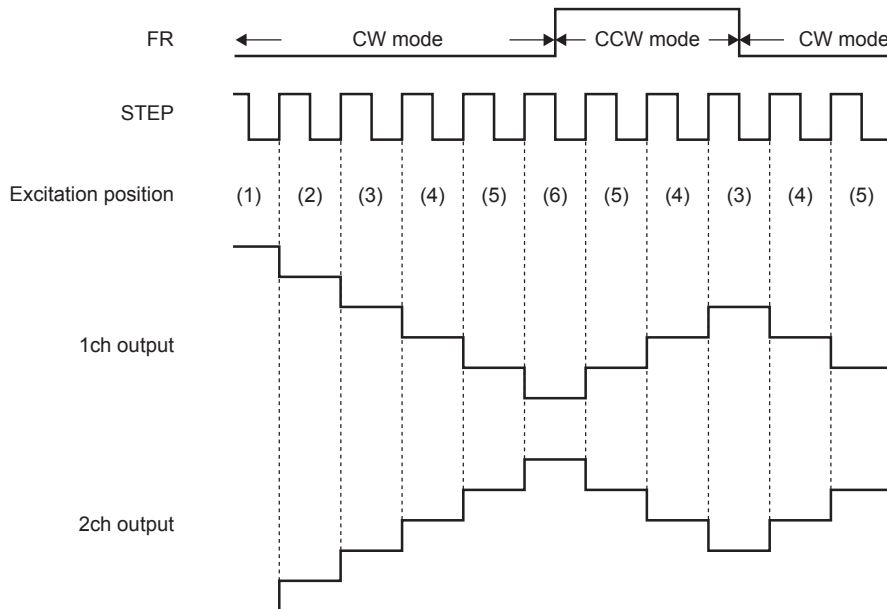 FR
CW mode
CCW mode
CW mode
STEP
Excitation position
(1) (2) (3) (4) (5) (6) (5) (4) (3) (4) (5)
1ch output
2ch output